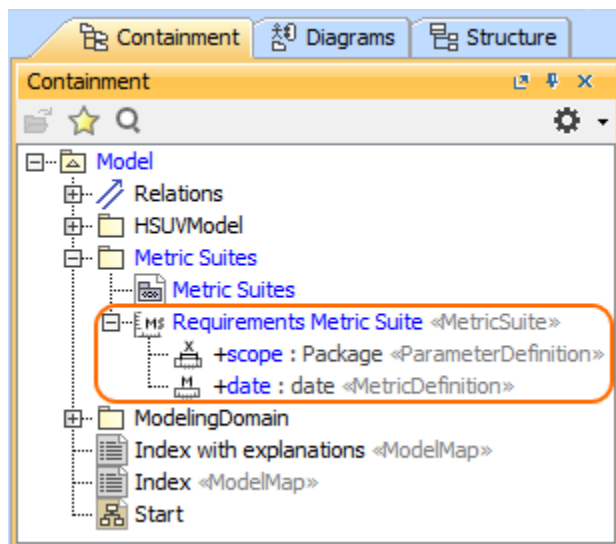 Containment Diagrams Structure
Containment
Model
Relations
HSUVModel
Metric Suites
Metric Suites
MS Requirements Metric Suite «MetricSuite»
X +scope : Package «ParameterDefinition»
M +date : date «MetricDefinition»
ModelingDomain
Index with explanations «ModelMap»
Index «ModelMap»
Start